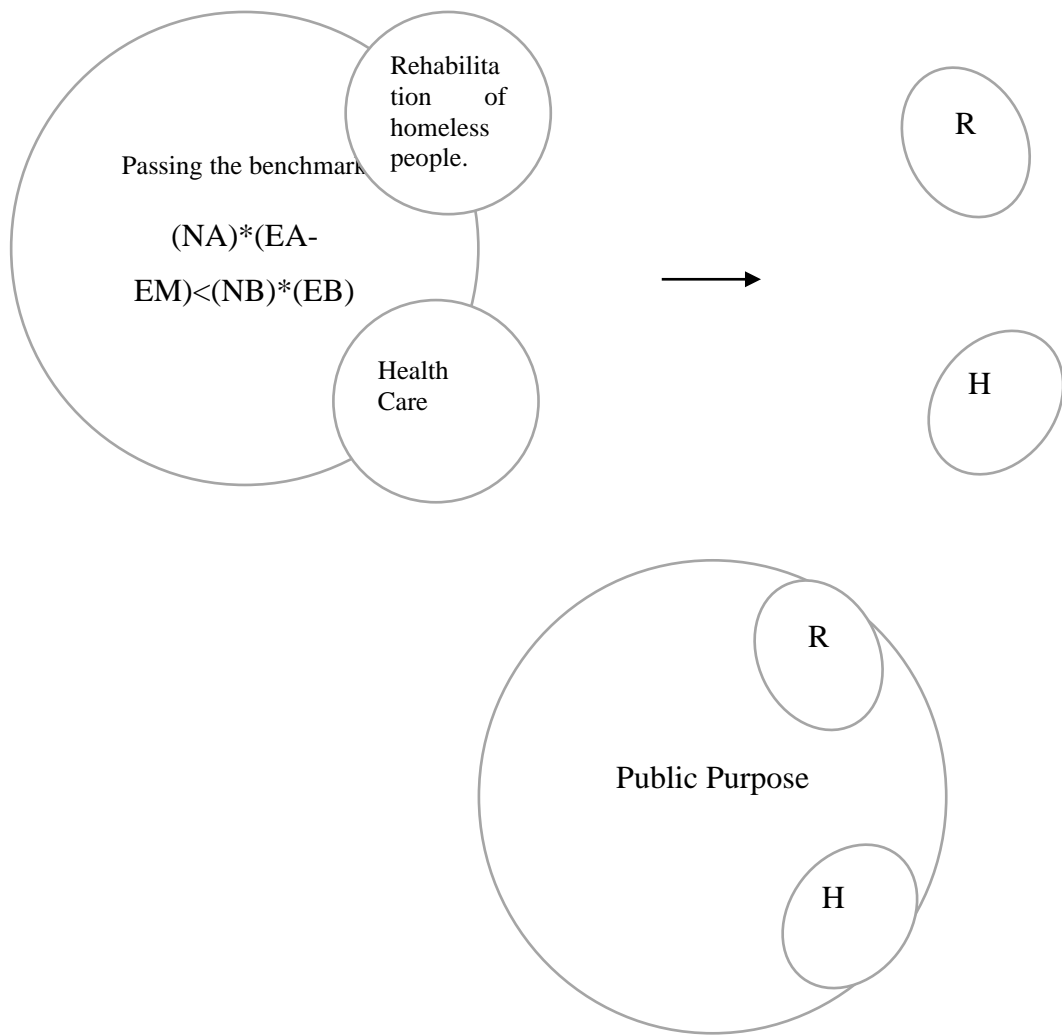 Rehabilita
tion of
homeless
people.
R
Passing the benchmark
(NA)*(EA-
EM)<(NB)*(EB)
Health
Care
H
R
Public Purpose
H